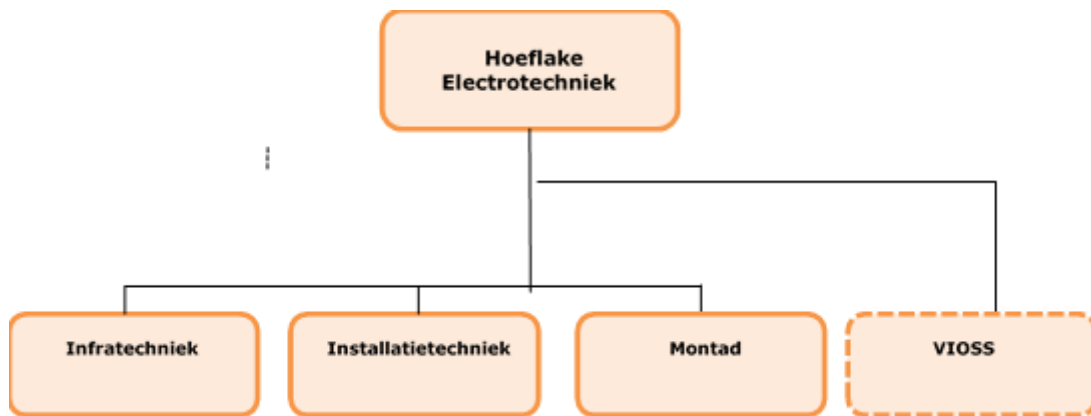 Hoeflake
Electrotechniek
Infratechniek
Installatietechniek
Montad
VIOSS